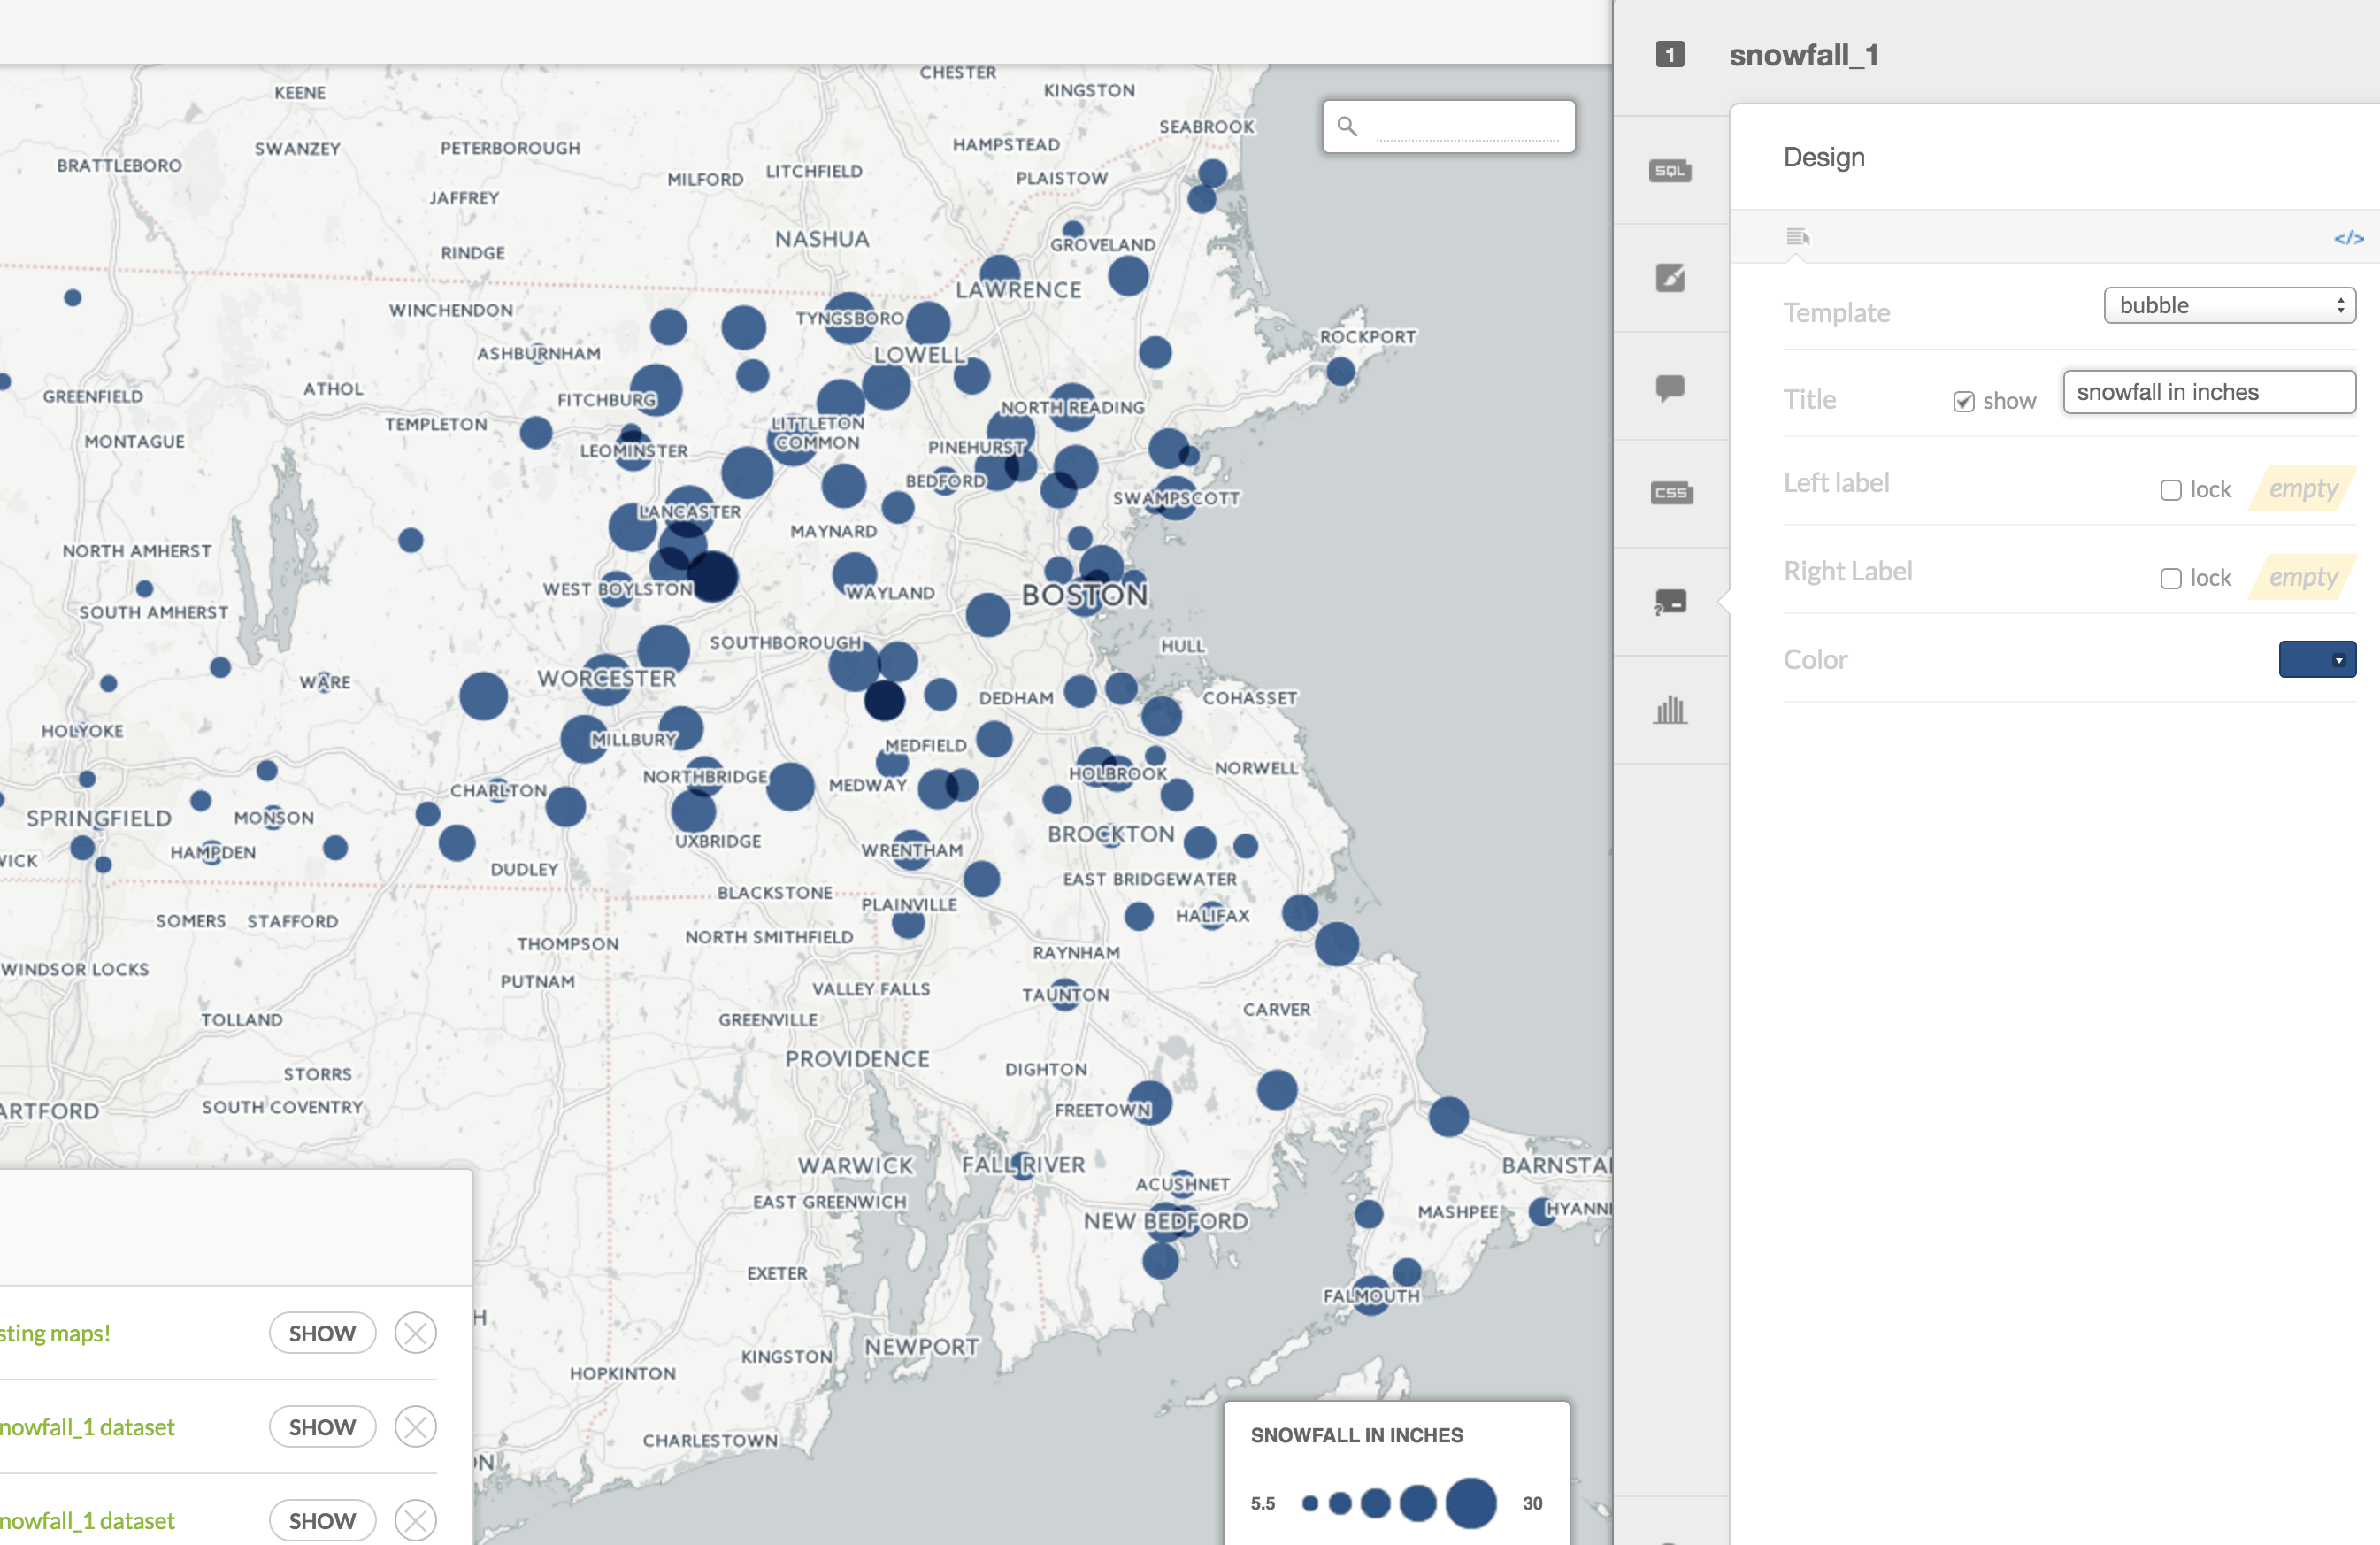 1 snowfall_1
CHESTER
KEENE
KINGSTON
SEABROOK
SWANZEY
PETERBOROUGH
HAMPSTEAD
BRATTLEBORO
LITCHFIELD
MILFORD
PLAISTOW
JAFFREY
NASHUA
GROVELAND
RINDGE
LAWRENCE
WINCHENDON
TYNGSBORO
ROCKPORT
ASHBURNHAM
LOWELL
ATHOL
GREENFIELD
FITCHBURG
NORTH READING
TEMPLETON
LITTLETON
COMMON
MONTAGUE
LEOMINSTER
PINEHURST
BEDFORD
SWAMPSCOTT
LANCASTER
MAYNARD
NORTH AMHERST
WEST BOYLSTON
WAYLAND
BOSTON
SOUTH AMHERST
SOUTHBOROUGH
HULL
WARE
WORCESTER
DEDHAM
COHASSET
HOLYOKE
MILLBURY
MEDFIELD
NORTHBRIDGE
HOLBROOK
NORWELL
CHARLTON
MEDWAY
SPRINGFIELD
MONSON
BROCKTON
UXBRIDGE
WICK
HAMPDEN
WRENTHAM
DUDLEY
EAST BRIDGEWATER
BLACKSTONE
PLAINVILLE
SOMERS
STAFFORD
HALIFAX
THOMPSON
NORTH SMITHFIELD
RAYNHAM
WINDSOR LOCKS
PUTNAM
VALLEY FALLS
TAUNTON
CARVER
TOLLAND
GREENVILLE
PROVIDENCE
DIGHTON
STORRS
SOUTH COVENTRY
ARTFORD
FREETOWN
WARWICK
FALL RIVER
BARNSTA
ACUSHNET
EAST GREENWICH
NEW BEDFORD
MASHPEE
HYANNI
EXETER
FALMOUTH
H
NEWPORT
KINGSTON
HOPKINTON
CHARLESTOWN
ON
sting maps! SHOW
nowfall_1 dataset SHOW
nowfall_1 dataset SHOW
SNOWFALL IN INCHES
5.5 30
SQL
CSS
?
Design
</>
Template bubble
Title show snowfall in inches
Left label lock empty
Right Label lock empty
Color